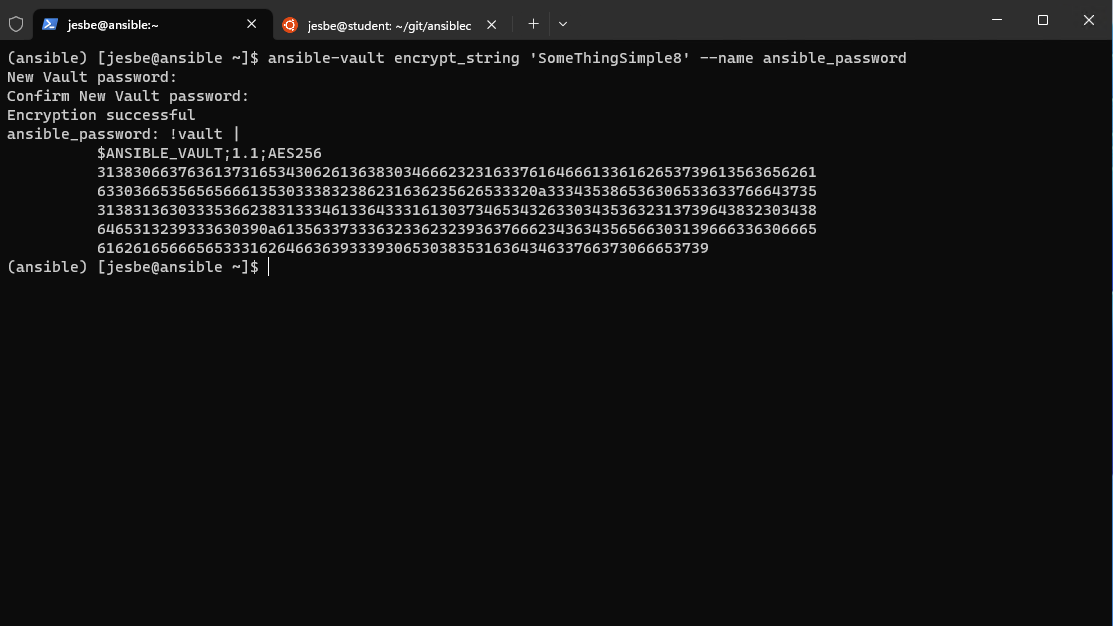 jesbe@ansible:~
jesbe@student: ~/git/ansiblec
(ansible) [jesbe@ansible ~]$ ansible-vault encrypt_string 'SomeThingSimple8' --name ansible_password
New Vault password:
Confirm New Vault password:
Encryption successful
ansible_password: !vault |
$ANSIBLE_VAULT;1.1;AES256
31383066376361373165343062613638303466623231633761646661336162653739613563656261
6330366535656566613530333832386231636235626533320a333435386536306533633766643735
31383136303335366238313334613364333161303734653432633034353632313739643832303438
6465313239333630390a613563373336323362323936376662343634356566303139666336306665
61626165666565333162646636393339306530383531636434633766373066653739
(ansible) [jesbe@ansible ~]$